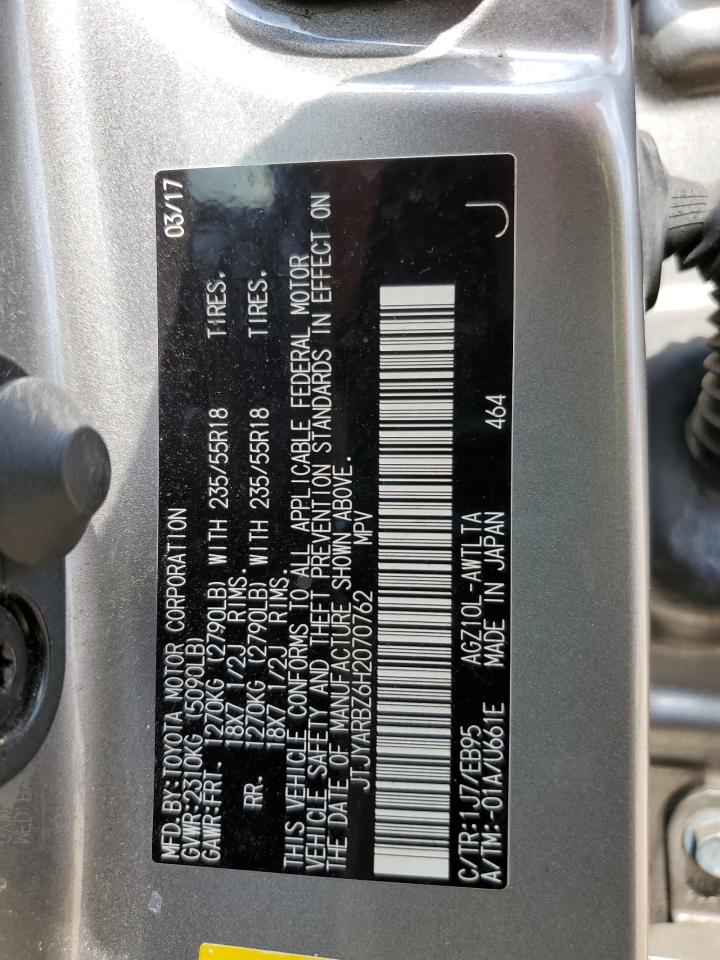 MFD.BY:TOYOTA MOTOR CORPORATION 03/17
GVWR:2310KG (5090LB)
GAWR:FRT. 1270KG (2790LB) WITH 235/55R18 TIRES.
18X7 1/2J RIMS.
RR. 1270KG (2790LB) WITH 235/55R18 TIRES.
18X7 1/2J RIMS.
THIS VEHICLE CONFORMS TO ALL APPLICABLE FEDERAL MOTOR
VEHICLE SAFETY AND THEFT PREVENTION STANDARDS IN EFFECT ON
THE DATE OF MANUFACTURE SHOWN ABOVE.
JTJYARBZ6H2070762 MPV
C/TR:1J7/EB95 AGZ10L-AWTLTA
A/TM:-01A/U661E MADE IN JAPAN 464 J